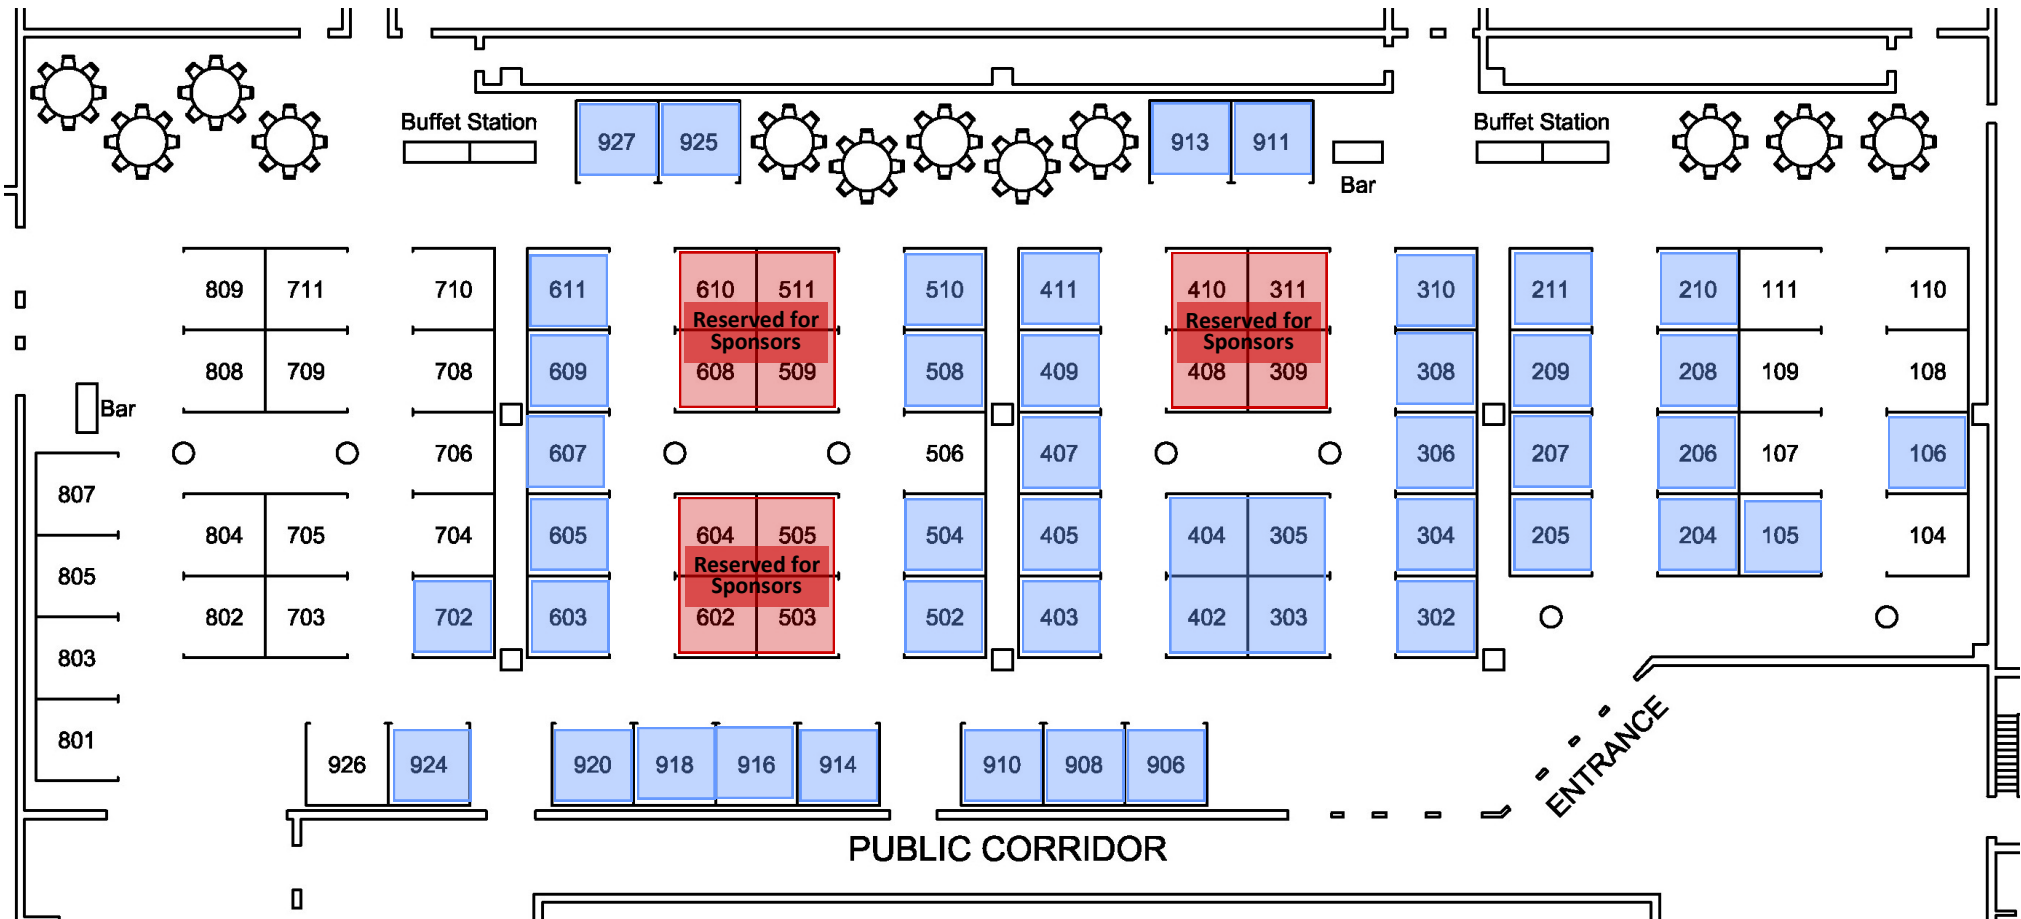 Buffet Station
927 925
913 911
Bar
Buffet Station
809 711 710 611 610 511 510 411 410 311 310 211 210 111 110
Reserved for
Sponsors
Reserved for
Sponsors
808 709 708 609 608 509 508 409 408 309 308 209 208 109 108
Bar
706 607 506 407 306 207 206 107 106
807
804 705 704 605 604 505 504 405 404 305 304 205 204 105 104
Reserved for
Sponsors
805
802 703 702 603 602 503 502 403 402 303 302
803
801
926 924 920 918 916 914 910 908 906
ENTRANCE
PUBLIC CORRIDOR